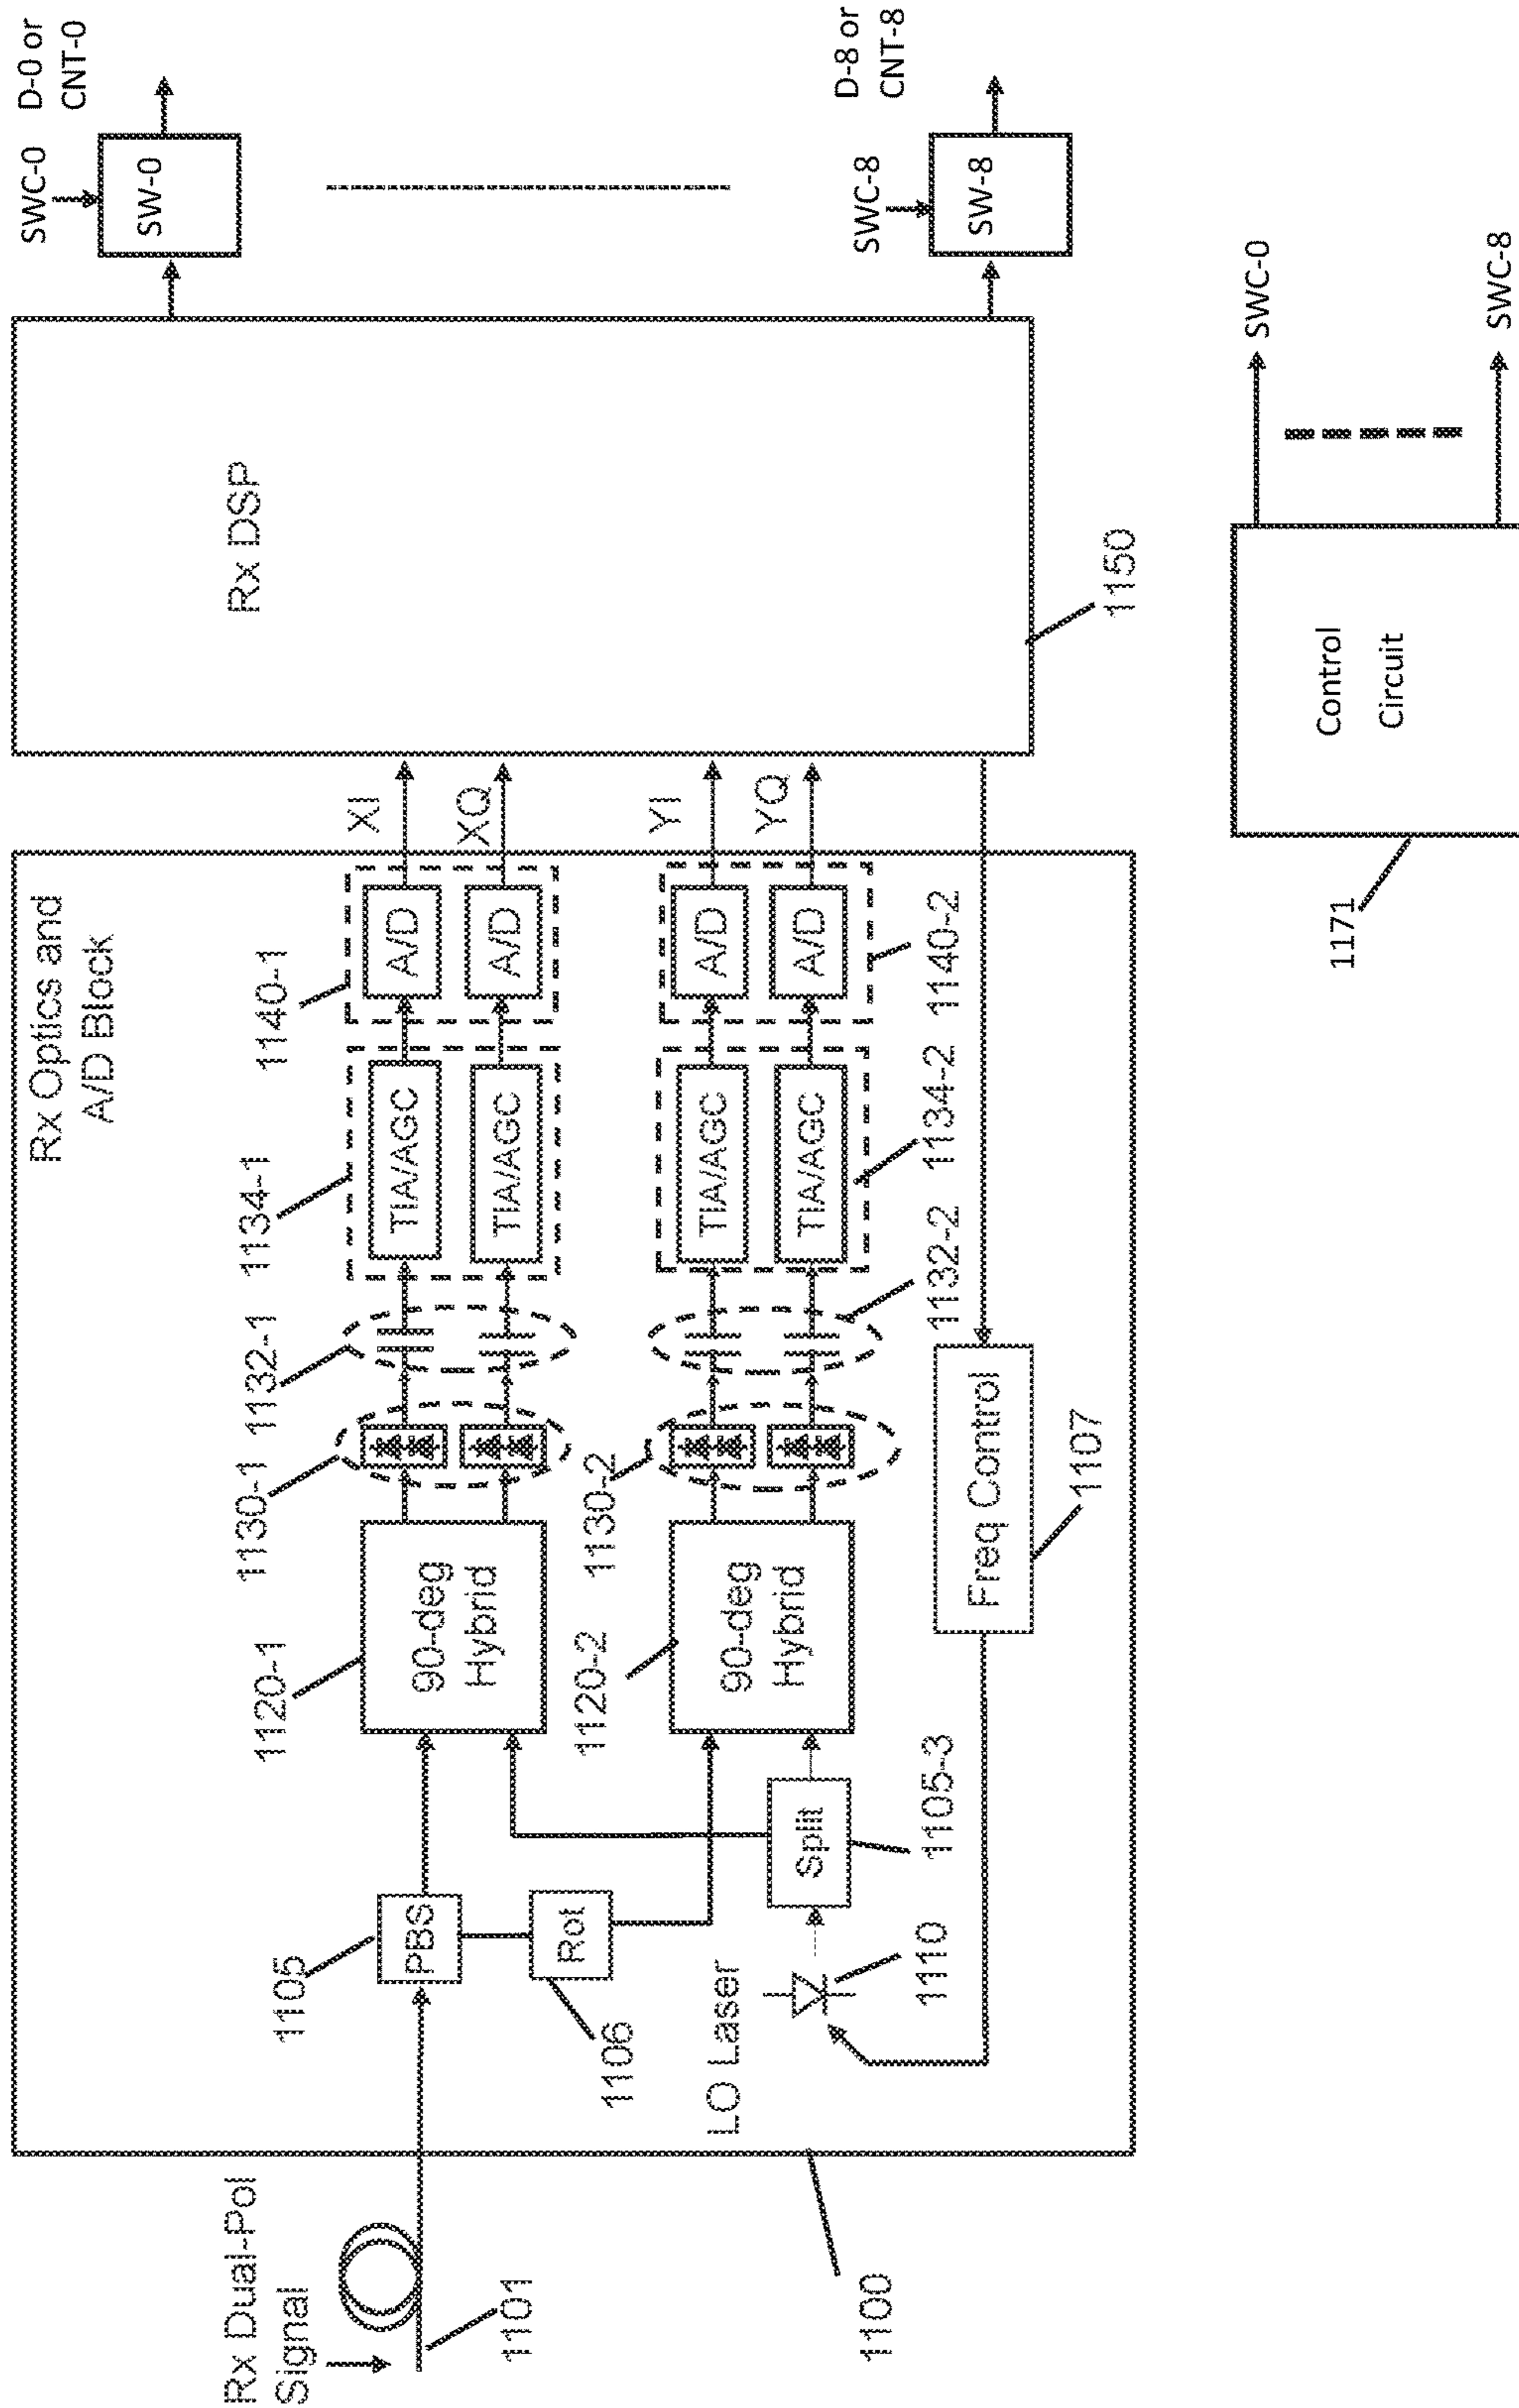 Rx Dual-Pol
Signal
1101
1100
Rx Optics and
A/D Block
1105
PBS
1106
Rot
LO Laser
1110
Split
1105-3
1120-1
90-deg
Hybrid
1120-2
90-deg
Hybrid
1130-1
1130-2
1132-1
1132-2
1134-1
TIA/AGC
TIA/AGC
TIA/AGC
TIA/AGC
1134-2
1140-1
A/D
A/D
A/D
A/D
1140-2
Freq Control
1107
XI
XQ
YI
YQ
Rx DSP
1150
SWC-0
SW-0
D-0 or
CNT-0
SWC-8
SW-8
D-8 or
CNT-8
1171
Control
Circuit
SWC-0
SWC-8